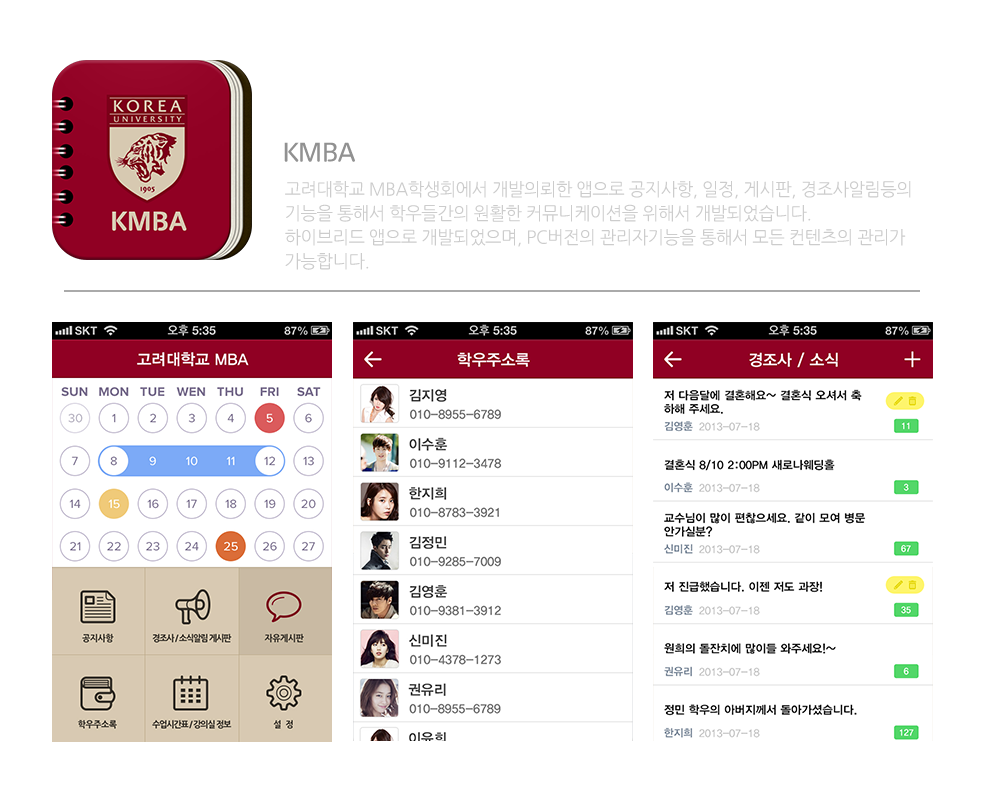 KOREA
UNIVERSITY
1905
KMBA
KMBA
고려대학교 MBA학생회에서 개발의뢰한 앱으로 공지사항, 일정, 게시판, 경조사알림등의
기능을 통해서 학우들간의 원활한 커뮤니케이션을 위해서 개발되었습니다.
하이브리드 앱으로 개발되었으며, PC버전의 관리자기능을 통해서 모든 컨텐츠의 관리가
가능합니다.
SKT 오후 5:35 87%
고려대학교 MBA
SUN MON TUE WEN THU FRI SAT
30 1 2 3 4 5 6
7 8 9 10 11 12 13
14 15 16 17 18 19 20
21 22 23 24 25 26 27
공지사항 경조사/소식알림 게시판 자유게시판
학우주소록 수업시간표/강의실 정보 설 정
SKT 오후 5:35 87%
학우주소록
김지영
010-8955-6789
이수훈
010-9112-3478
한지희
010-8783-3921
김정민
010-9285-7009
김영훈
010-9381-3912
신미진
010-4378-1273
권유리
010-8955-6789
이유희
SKT 오후 5:35 87%
경조사 / 소식
저 다음달에 결혼해요~ 결혼식 오셔서 축
하해 주세요.
김영훈 2013-07-18 11
결혼식 8/10 2:00PM 새로나웨딩홀
이수훈 2013-07-18 3
교수님이 많이 편찮으세요. 같이 모여 병문
안가실분?
신미진 2013-07-18 67
저 진급했습니다. 이젠 저도 과장!
김영훈 2013-07-18 35
원희의 돌잔치에 많이들 와주세요!~
권유리 2013-07-18 6
정민 학우의 아버지께서 돌아가셨습니다.
한지희 2013-07-18 127